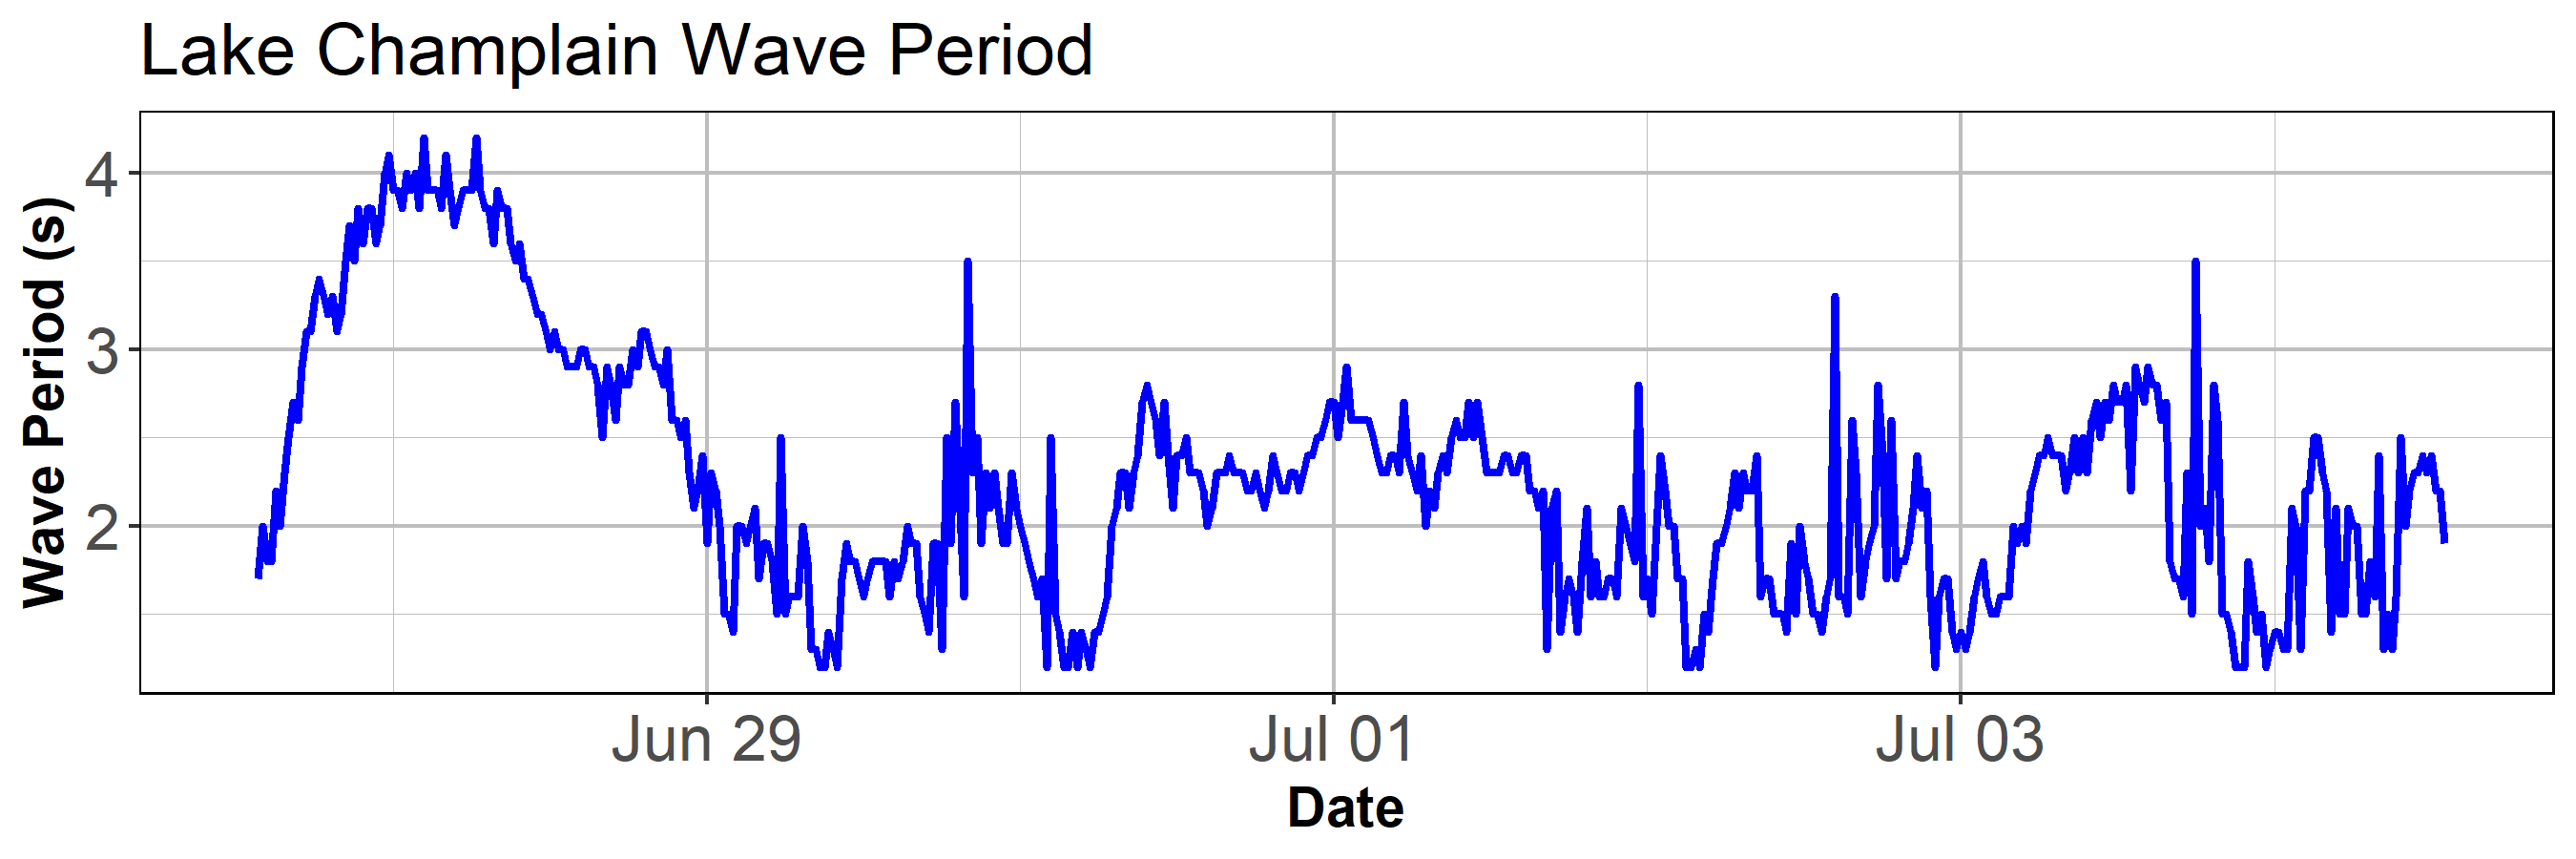 Lake Champlain Wave Period
Wave Period (s)
4
3
2
Jun 29
Jul 01
Jul 03
Date